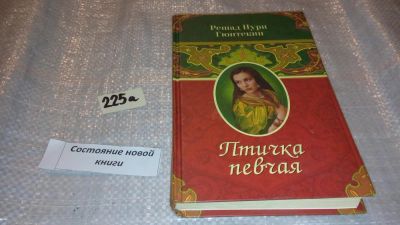 Решад Нури
Гюнтекин
225а
Состояние новой
книги
Птичка
певчая